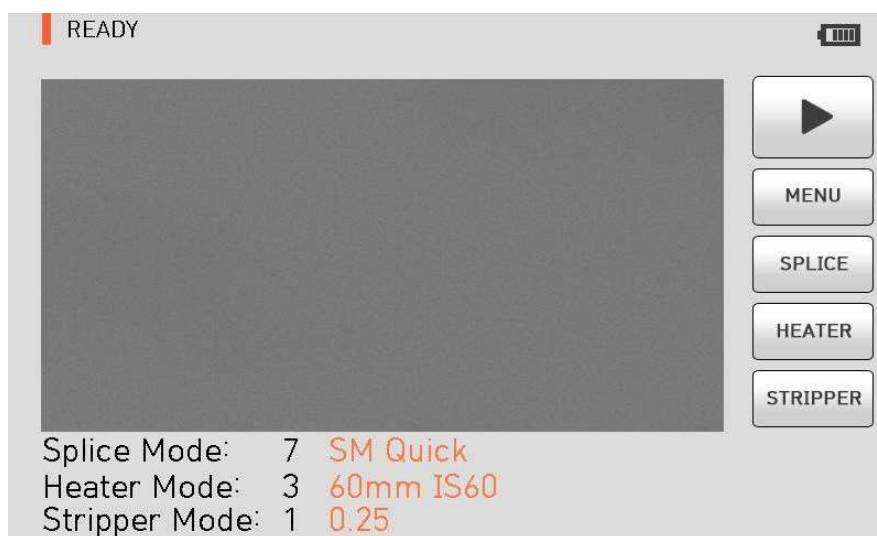 READY
MENU
SPLICE
HEATER
STRIPPER
Splice Mode: 7 SM Quick
Heater Mode: 3 60mm IS60
Stripper Mode: 1 0.25